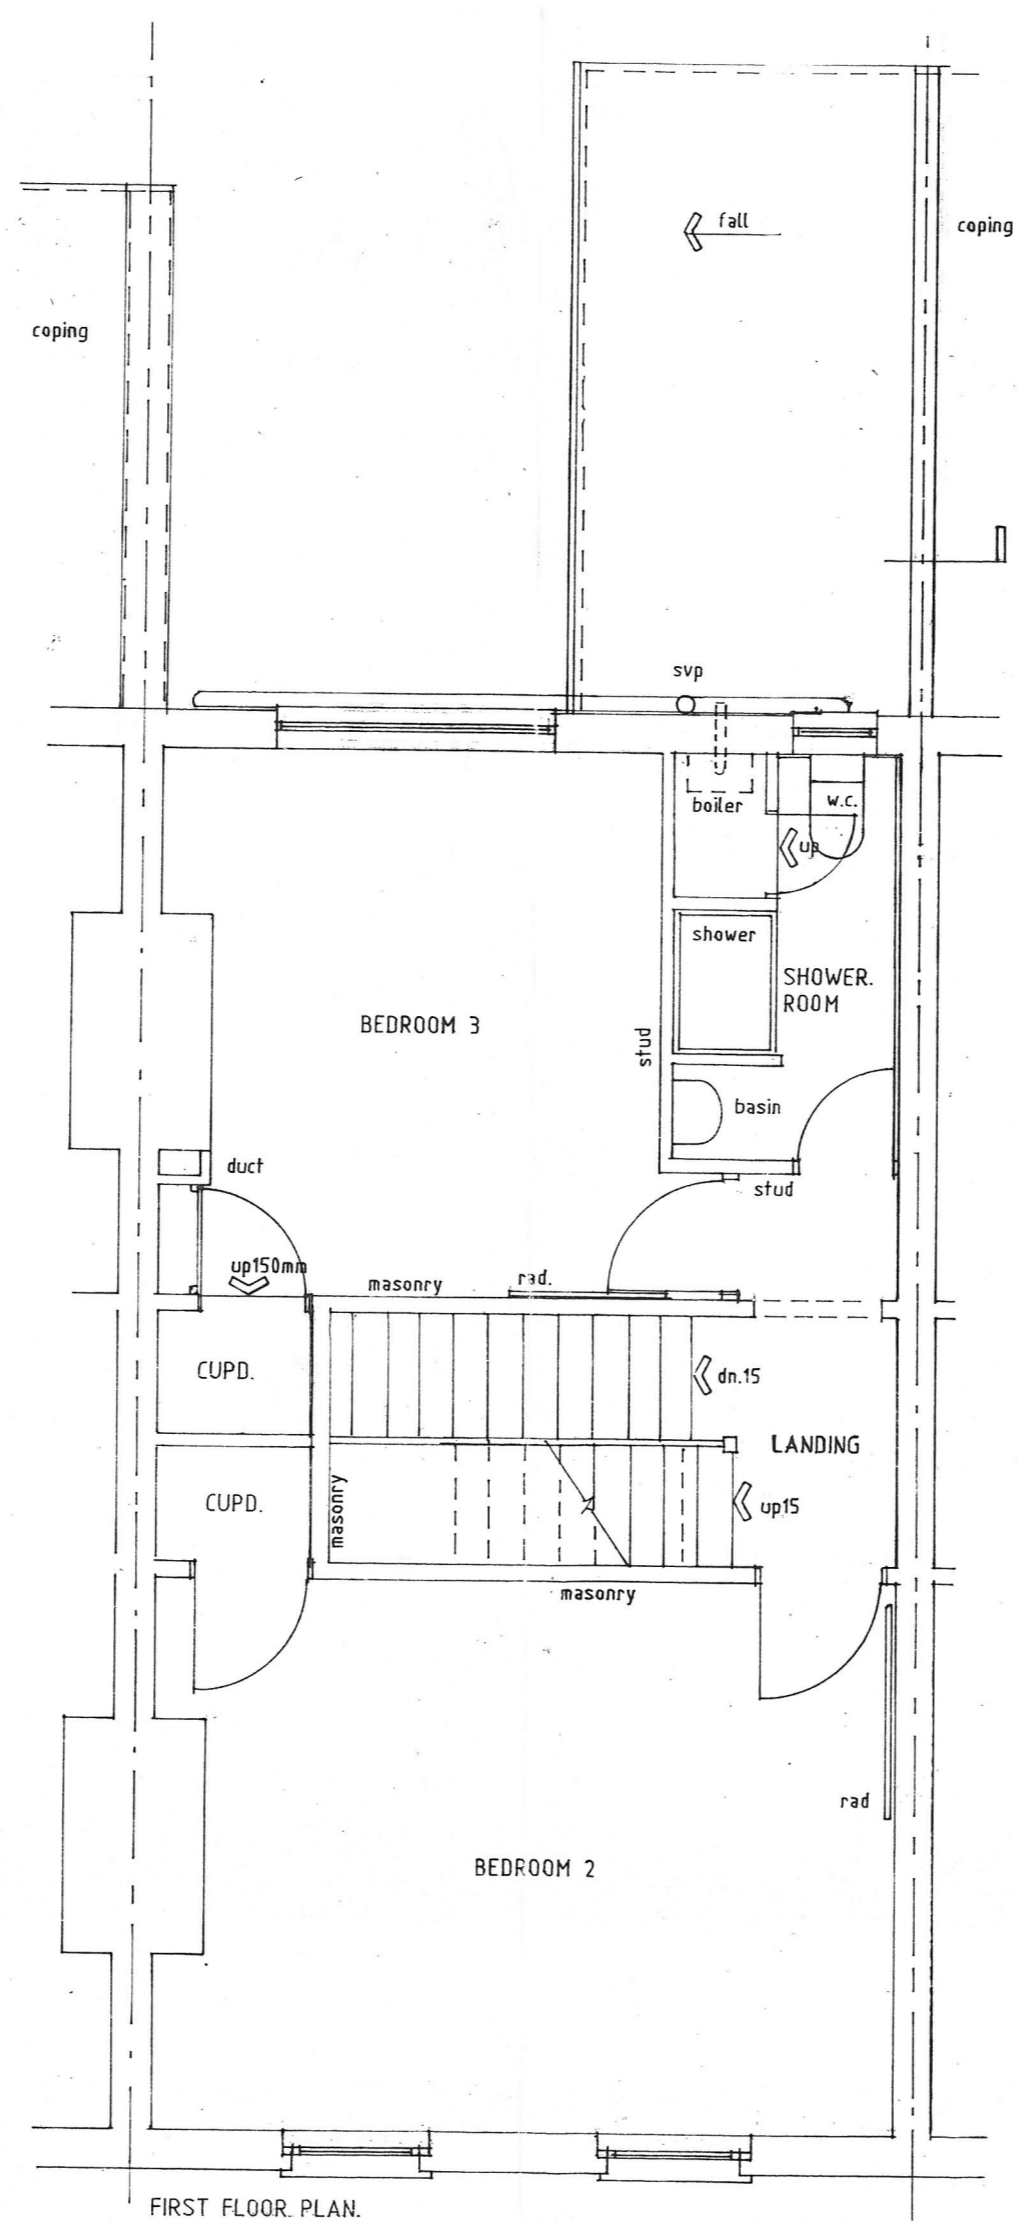 fall
coping
coping
svp
boiler
w.c.
up
shower
SHOWER.
ROOM
BEDROOM 3
stud
basin
duct
stud
up150mm
masonry
rad.
CUPD.
dn.15
LANDING
CUPD.
masonry
up15
masonry
rad
BEDROOM 2
FIRST FLOOR PLAN.